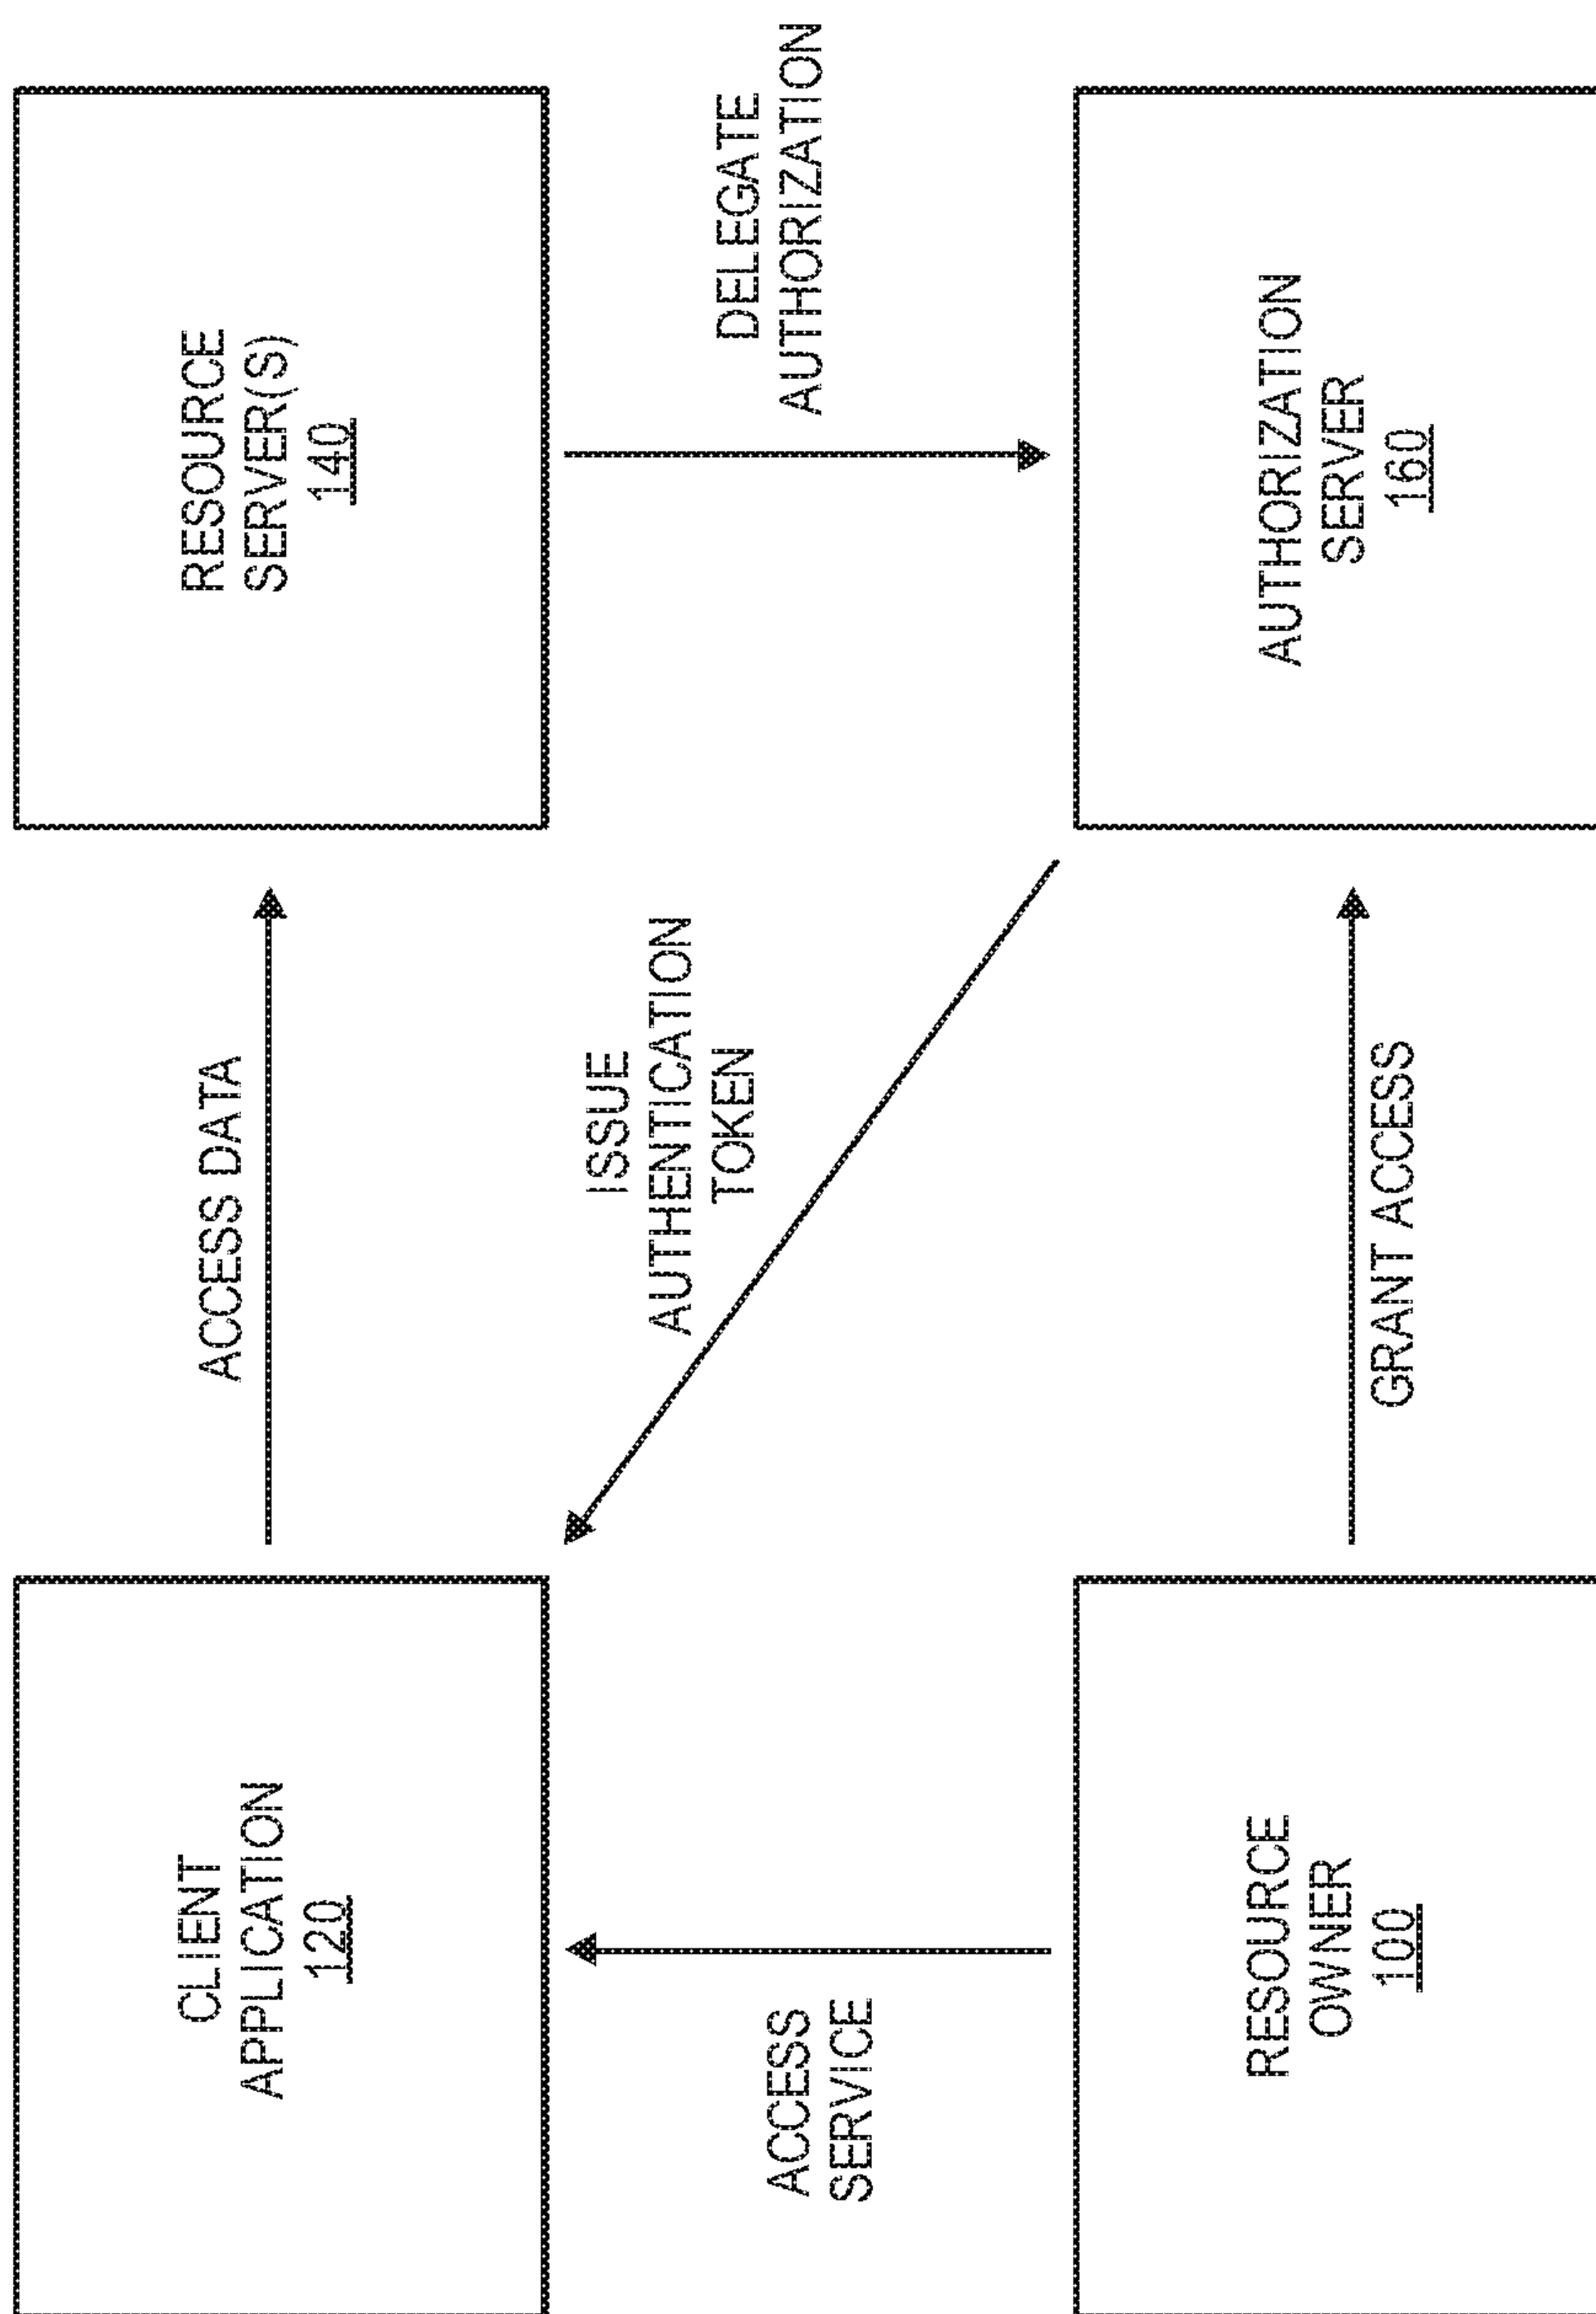 CLIENT
APPLICATION
120
ACCESS DATA
RESOURCE
SERVER(S)
140
ISSUE
AUTHENTICATION
TOKEN
ACCESS
SERVICE
DELEGATE
AUTHORIZATION
RESOURCE
OWNER
100
GRANT ACCESS
AUTHORIZATION
SERVER
160